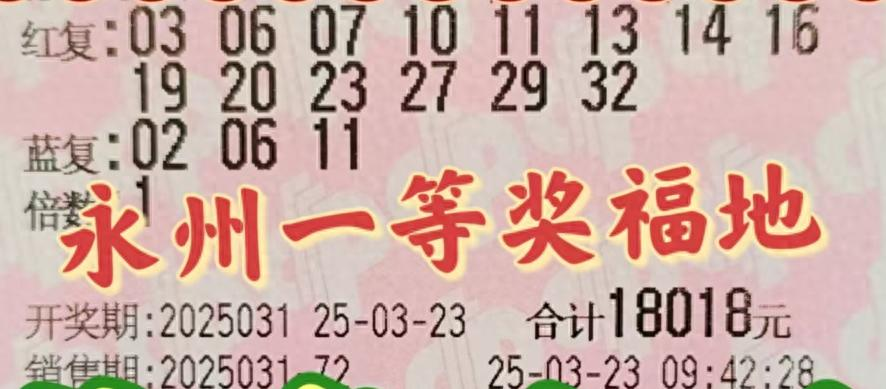 红复:03 06 07 10 11 13 14 16
19 20 23 27 29 32
蓝复:02 06 11
倍数 1
永州一等奖福地
开奖期:2025031 25-03-23 合计18018元
销售期:2025031-72 25-03-23 09:42:28